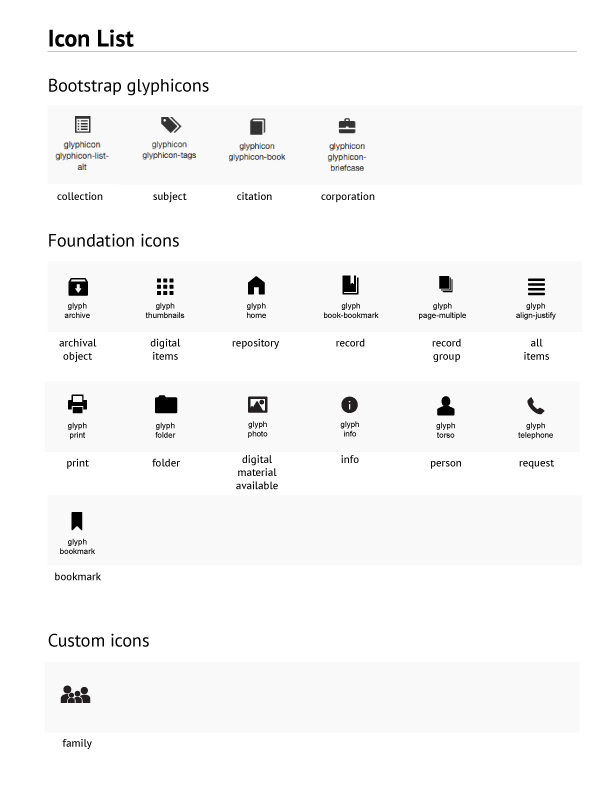 Icon List
Bootstrap glyphicons
glyphicon
glyphicon-list-
alt
glyphicon
glyphicon-tags
glyphicon
glyphicon-book
glyphicon
glyphicon-
briefcase
collection
subject
citation
corporation
Foundation icons
glyph
archive
glyph
thumbnails
glyph
home
glyph
book-bookmark
glyph
page-multiple
glyph
align-justify
archival
object
digital
items
repository
record
record
group
all
items
glyph
print
glyph
folder
glyph
photo
glyph
info
glyph
torso
glyph
telephone
print
folder
digital
material
available
info
person
request
glyph
bookmark
bookmark
Custom icons
family